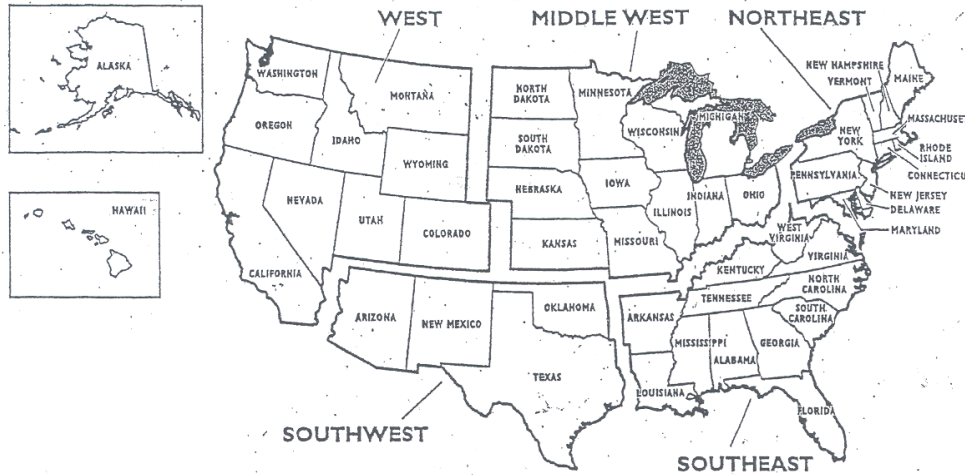 WEST
MIDDLE WEST
NORTHEAST
ALASKA
HAWAII
WASHINGTON
OREGON
IDAHO
MONTANA
WYOMING
NEVADA
UTAH
COLORADO
CALIFORNIA
NORTH
DAKOTA
SOUTH
DAKOTA
NEBRASKA
KANSAS
MINNESOTA
IOWA
MISSOURI
WISCONSIN
MICHIGAN
ILLINOIS
INDIANA
OHIO
NEW HAMPSHIRE
VERMONT
MAINE
MASSACHUSET
NEW
YORK
RHODE
ISLAND
CONNECTICU
PENNSYLVANIA
NEW JERSEY
DELAWARE
MARYLAND
WEST
VIRGINIA
VIRGINIA
KENTUCKY
NORTH
CAROLINA
TENNESSEE
SOUTH
CAROLINA
ARKANSAS
MISSISSIPPI
ALABAMA
GEORGIA
LOUISIANA
FLORIDA
ARIZONA
NEW MEXICO
OKLAHOMA
TEXAS
SOUTHWEST
SOUTHEAST